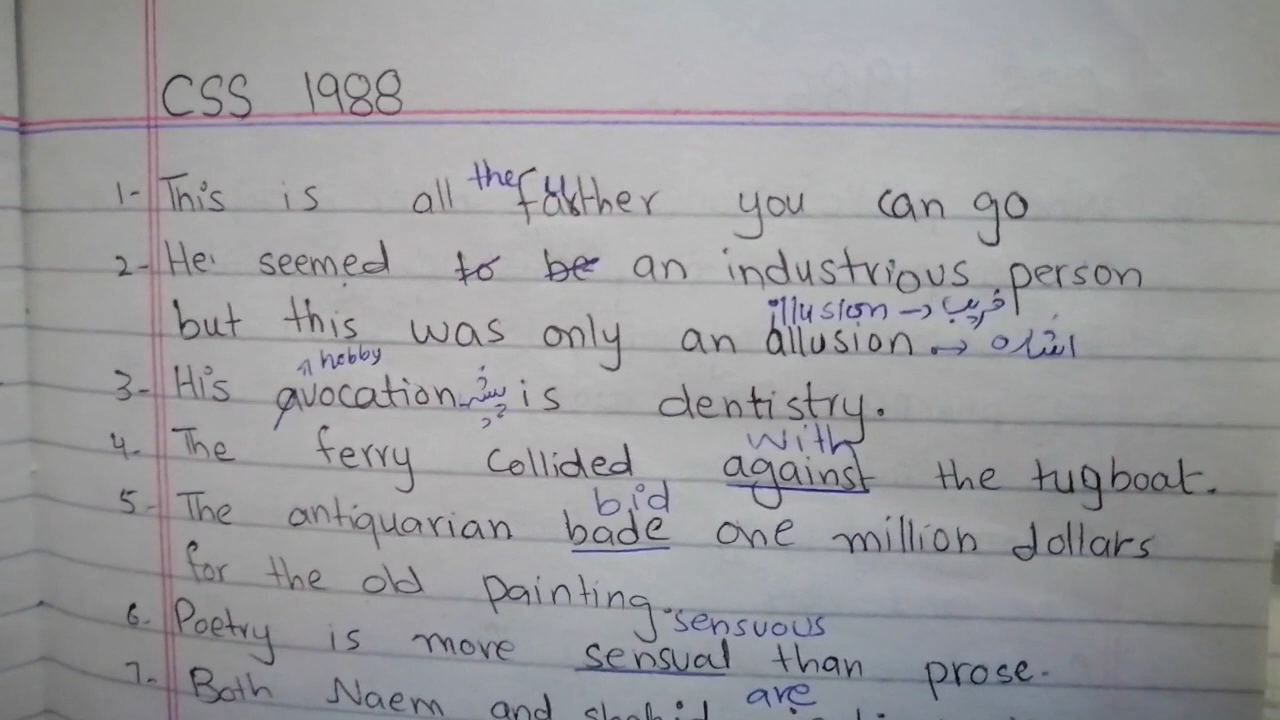 CSS 1988
the
1- This is all farther you can go
2- He seemed to be an industrious person
illusion → فریب
but this was only an allusion → اشارہ
hobby
3- His avocation پیشہ is dentistry.
with
4- The ferry collided against the tugboat.
bid
5- The antiquarian bade one million dollars
for the old painting.
sensuous
6- Poetry is more sensual than prose.
are
7- Both Naem and